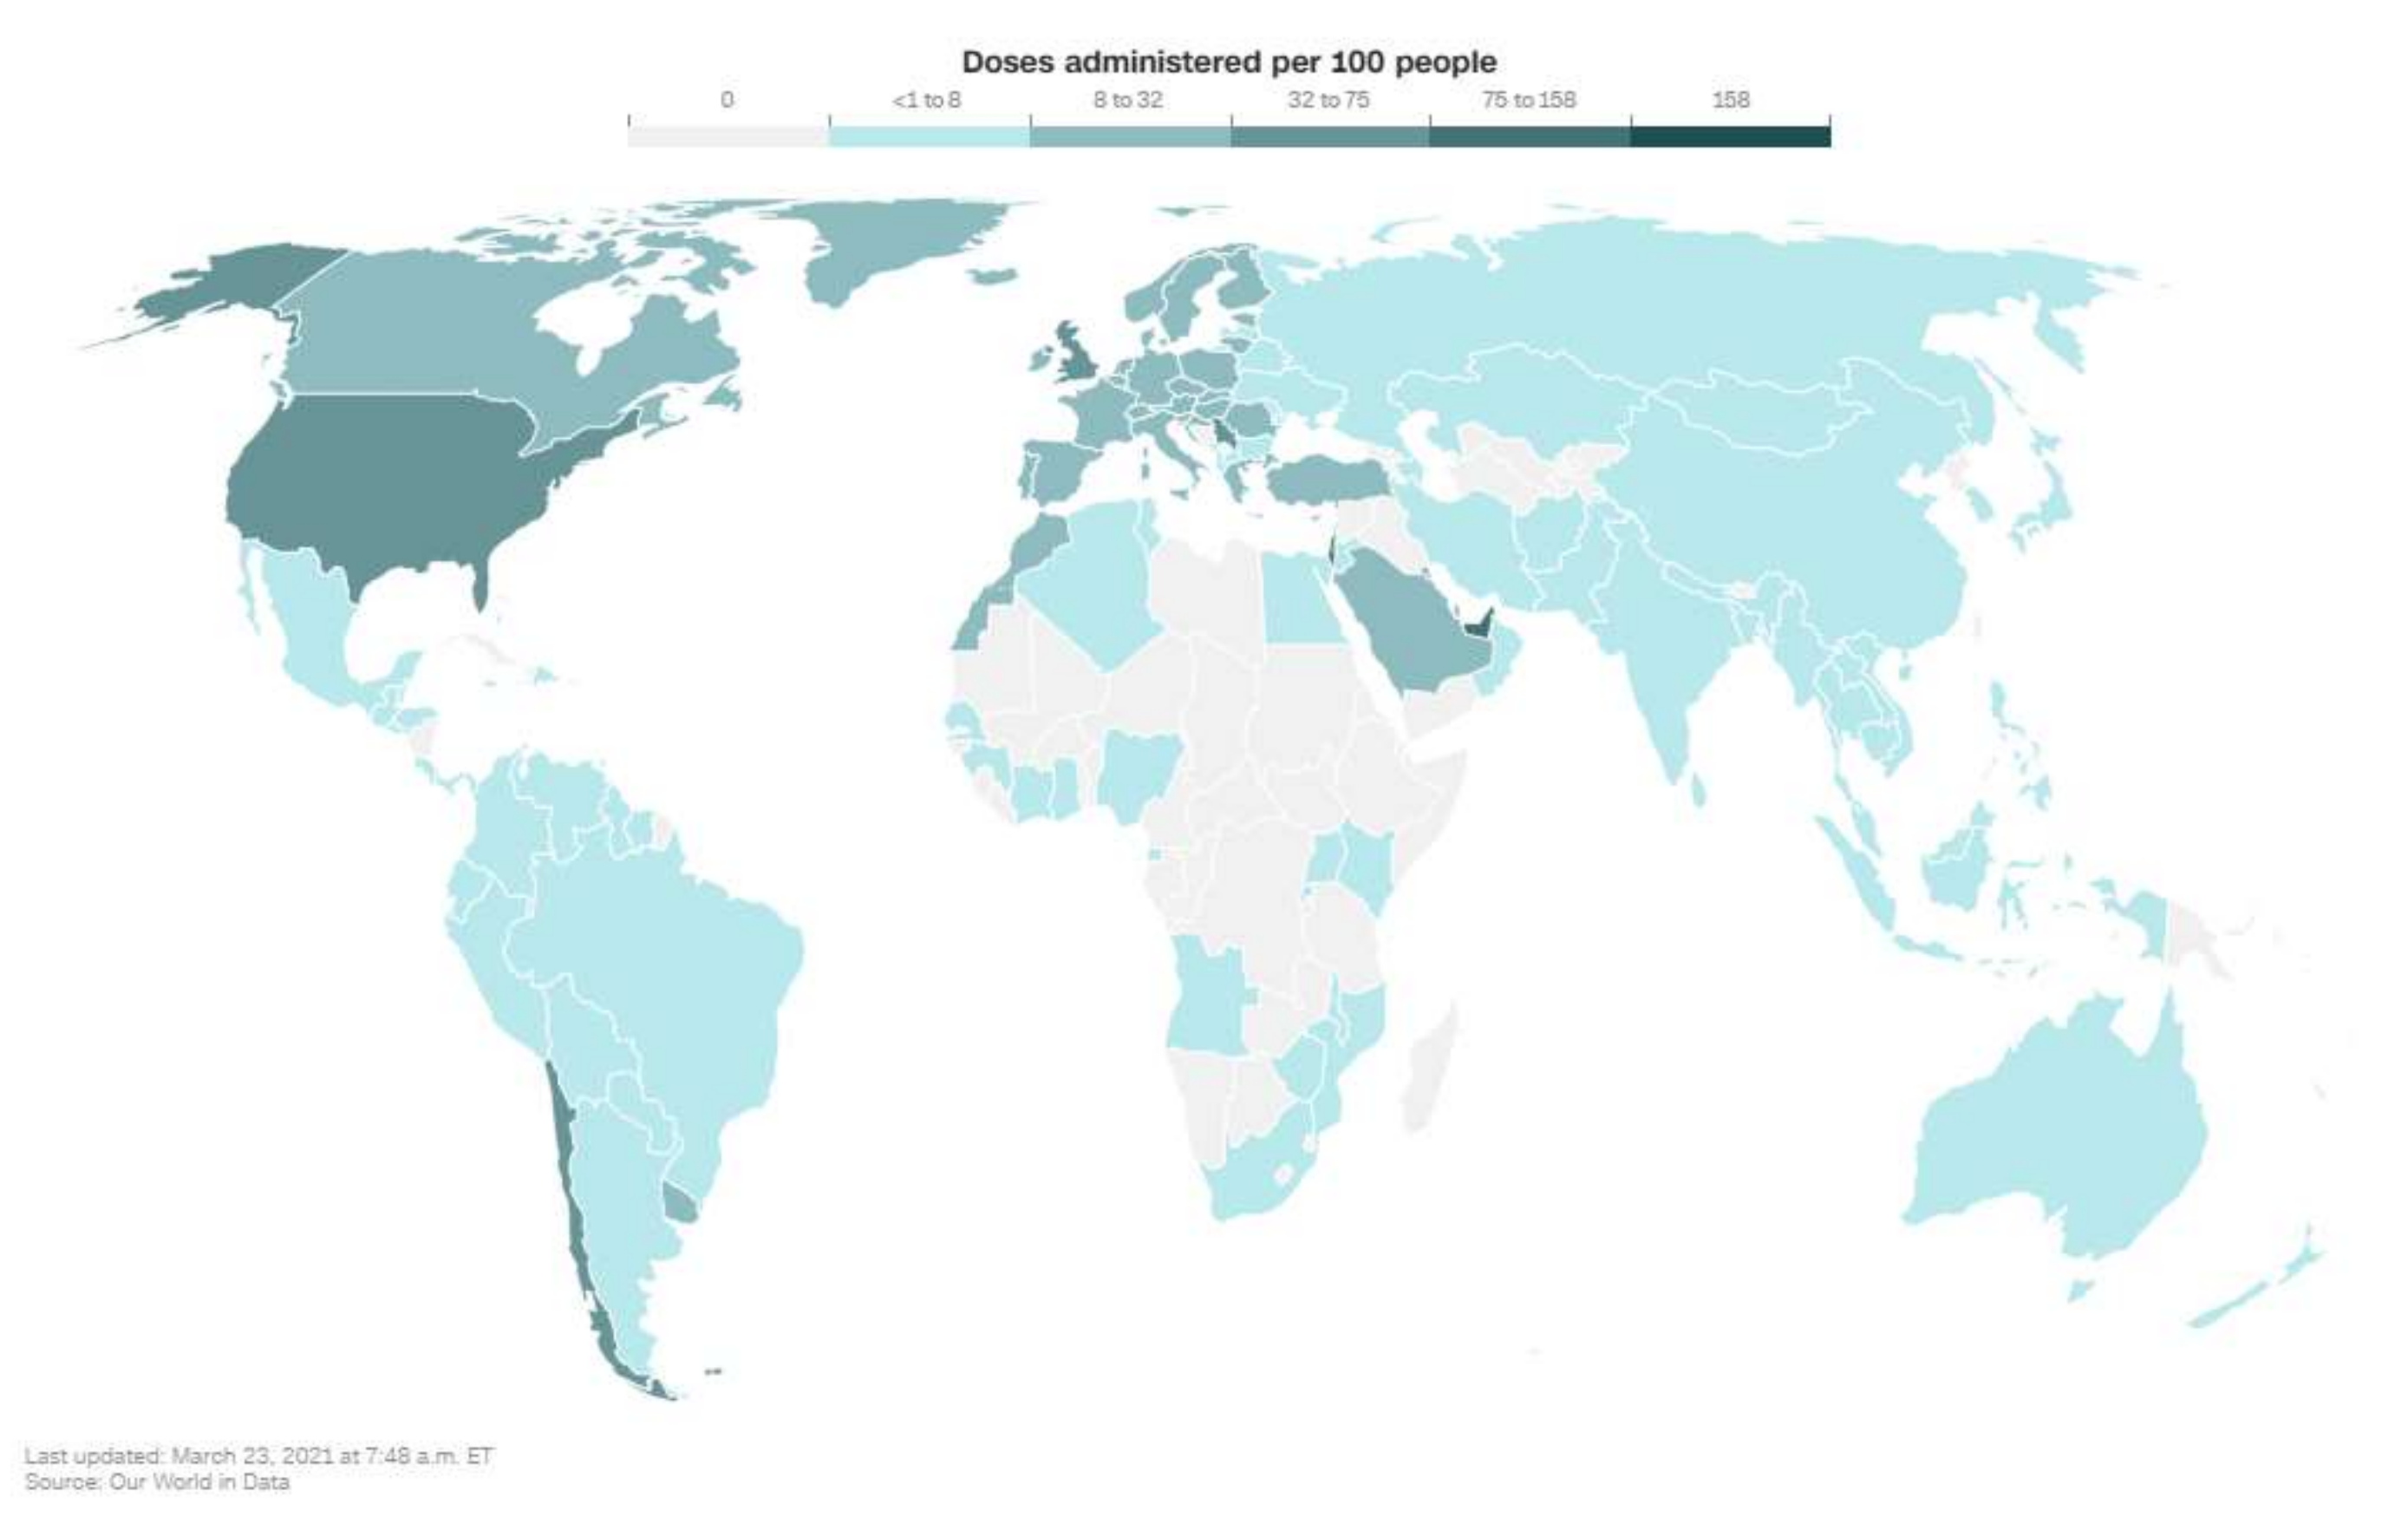 Doses administered per 100 people
0 <1 to 8 8 to 32 32 to 75 75 to 158 158
Last updated: March 23, 2021 at 7:48 a.m. ET
Source: Our World in Data